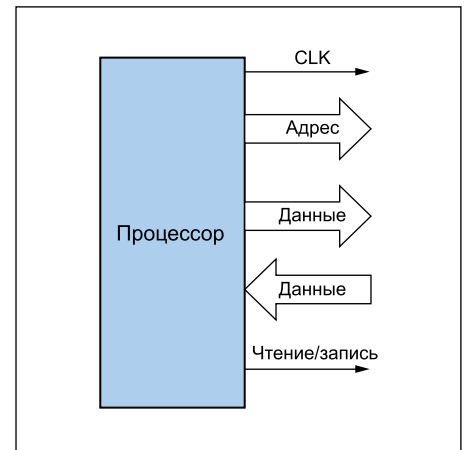 CLK
Адрес
Данные
Процессор
Данные
Чтение/запись